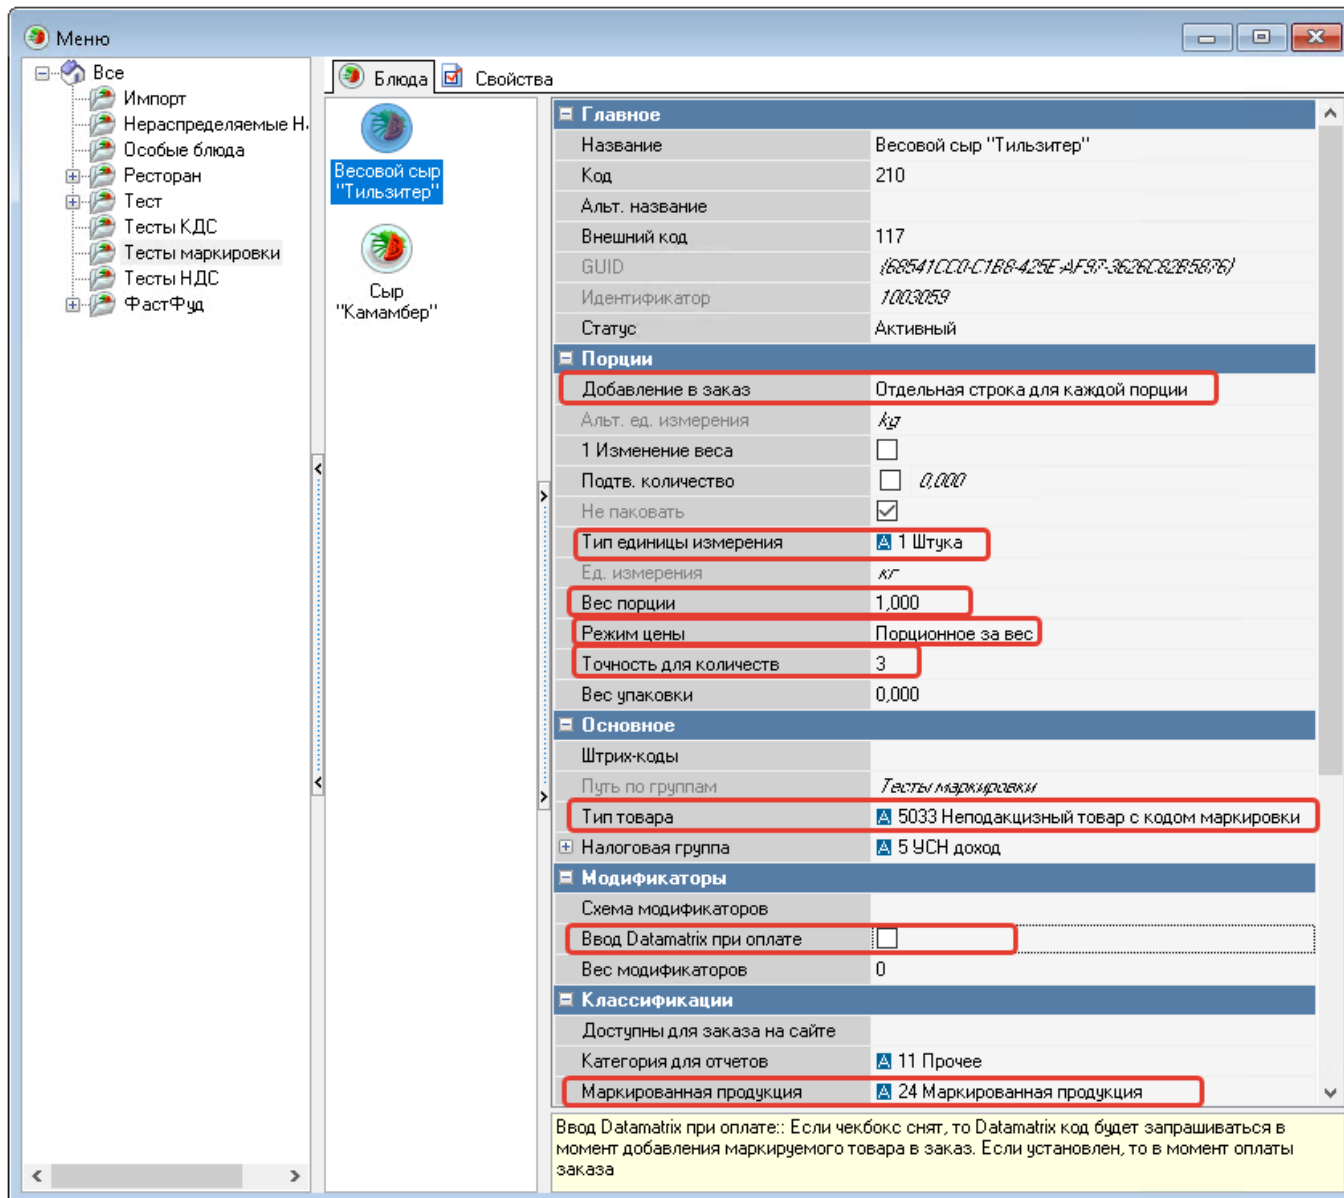 Меню
Все
Импорт
Нераспределяемые Н
Особые блюда
Ресторан
Тест
Тесты КДС
Тесты маркировки
Тесты НДС
ФастФуд
Блюда Свойства
Весовой сыр
"Тильзитер"
Сыр
"Камамбер"
Главное
Название Весовой сыр "Тильзитер"
Код 210
Альт. название
Внешний код 117
GUID {68541CC0-C1B8-425E-AF97-3626C82B5876}
Идентификатор 1003059
Статус Активный
Порции
Добавление в заказ Отдельная строка для каждой порции
Альт. ед. измерения kg
1 Изменение веса
Подтв. количество 0,000
Не паковать
Тип единицы измерения A 1 Штука
Ед. измерения кг
Вес порции 1,000
Режим цены Порционное за вес
Точность для количеств 3
Вес упаковки 0,000
Основное
Штрих-коды
Путь по группам Тесты маркировки
Тип товара A 5033 Неподакцизный товар с кодом маркировки
Налоговая группа A 5 УСН доход
Модификаторы
Схема модификаторов
Ввод Datamatrix при оплате
Вес модификаторов 0
Классификации
Доступны для заказа на сайте
Категория для отчетов A 11 Прочее
Маркированная продукция A 24 Маркированная продукция
Ввод Datamatrix при оплате:: Если чекбокс снят, то Datamatrix код будет запрашиваться в
момент добавления маркируемого товара в заказ. Если установлен, то в момент оплаты
заказа